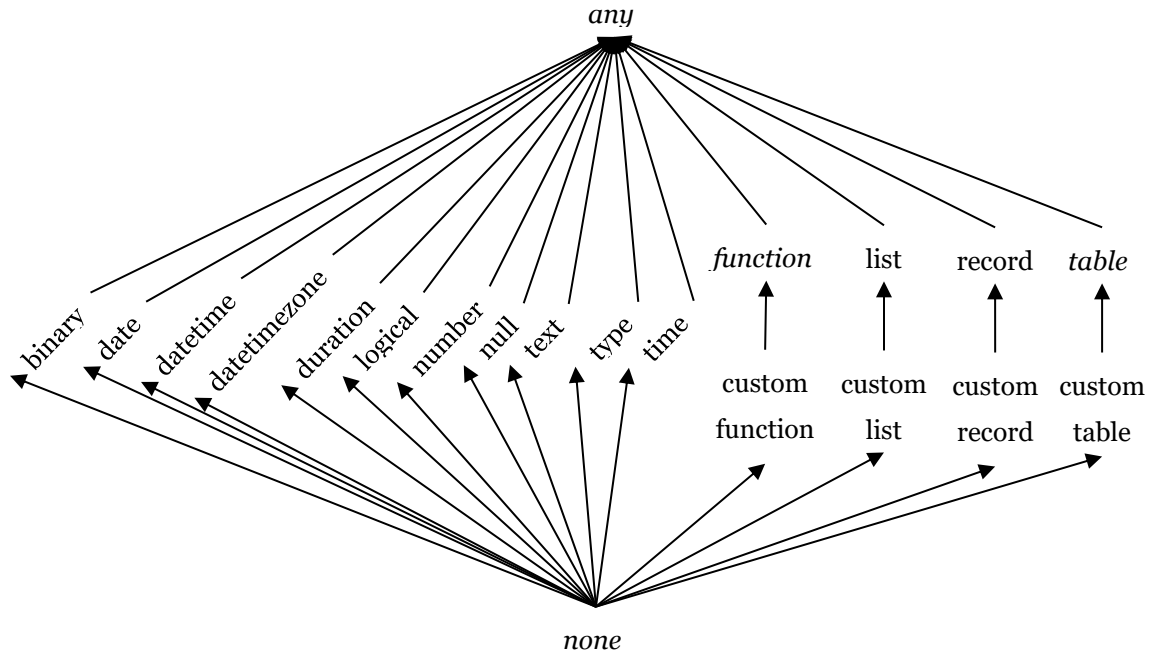 any
function
list
record
table
binary
date
datetime
datetimezone
duration
logical
number
null
text
type
time
custom
function
custom
list
custom
record
custom
table
none